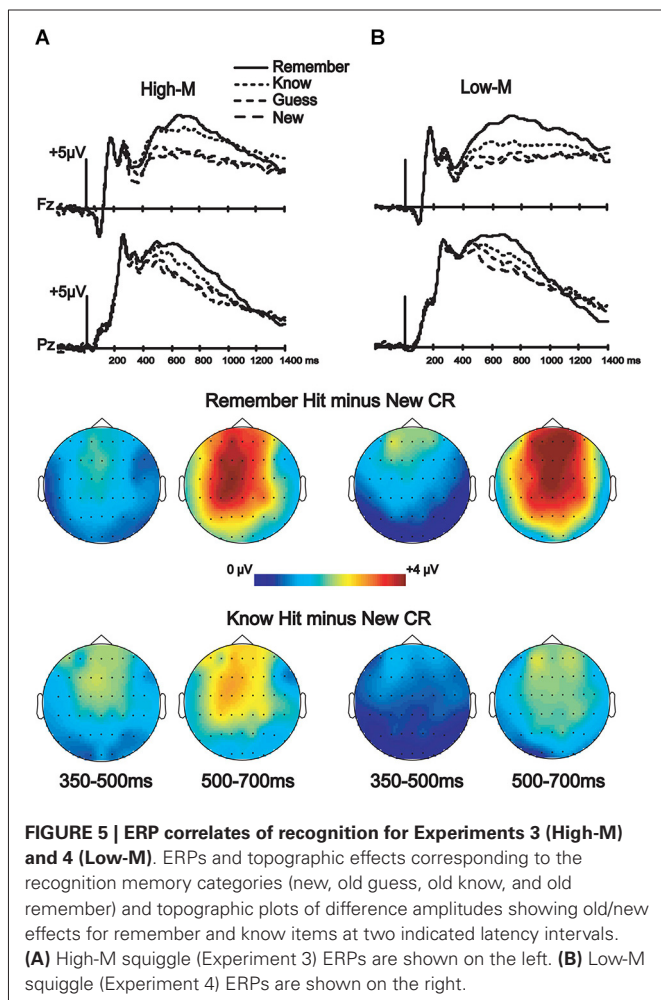 A
B
Remember
Know
Guess
New
High-M
Low-M
+5µV
Fz
+5µV
Pz
200 400 600 800 1000 1200 1400 ms
200 400 600 800 1000 1200 1400 ms
Remember Hit minus New CR
0 µV +4 µV
Know Hit minus New CR
350-500ms 500-700ms 350-500ms 500-700ms
FIGURE 5 | ERP correlates of recognition for Experiments 3 (High-M)
and 4 (Low-M). ERPs and topographic effects corresponding to the
recognition memory categories (new, old guess, old know, and old
remember) and topographic plots of difference amplitudes showing old/new
effects for remember and know items at two indicated latency intervals.
(A) High-M squiggle (Experiment 3) ERPs are shown on the left. (B) Low-M
squiggle (Experiment 4) ERPs are shown on the right.